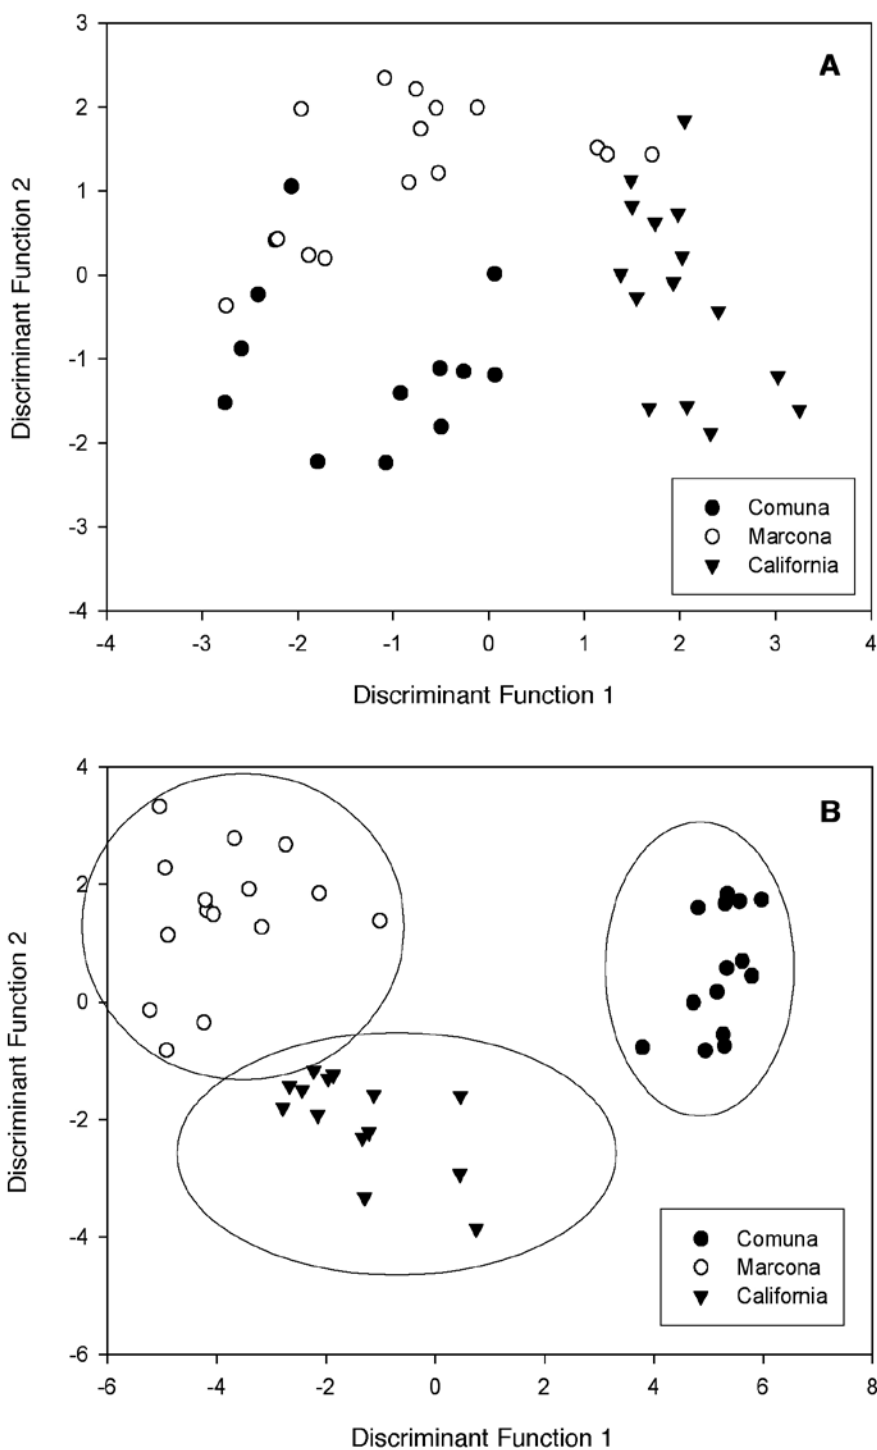 3
A
2
1
0
-1
-2
-3
-4
Discriminant Function 2
Comuna
Marcona
California
-4 -3 -2 -1 0 1 2 3 4
Discriminant Function 1
4
B
2
0
-2
-4
-6
Discriminant Function 2
Comuna
Marcona
California
-6 -4 -2 0 2 4 6 8
Discriminant Function 1